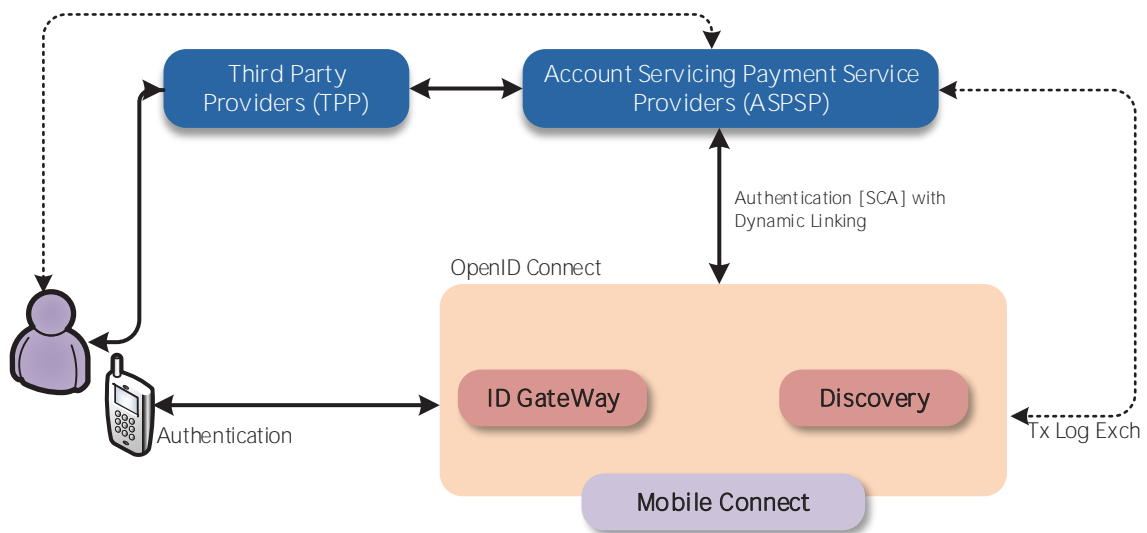 Third Party
Providers (TPP)
Account Servicing Payment Service
Providers (ASPSP)
Authentication [SCA] with
Dynamic Linking
OpenID Connect
ID GateWay
Discovery
Authentication
Tx Log Exch
Mobile Connect